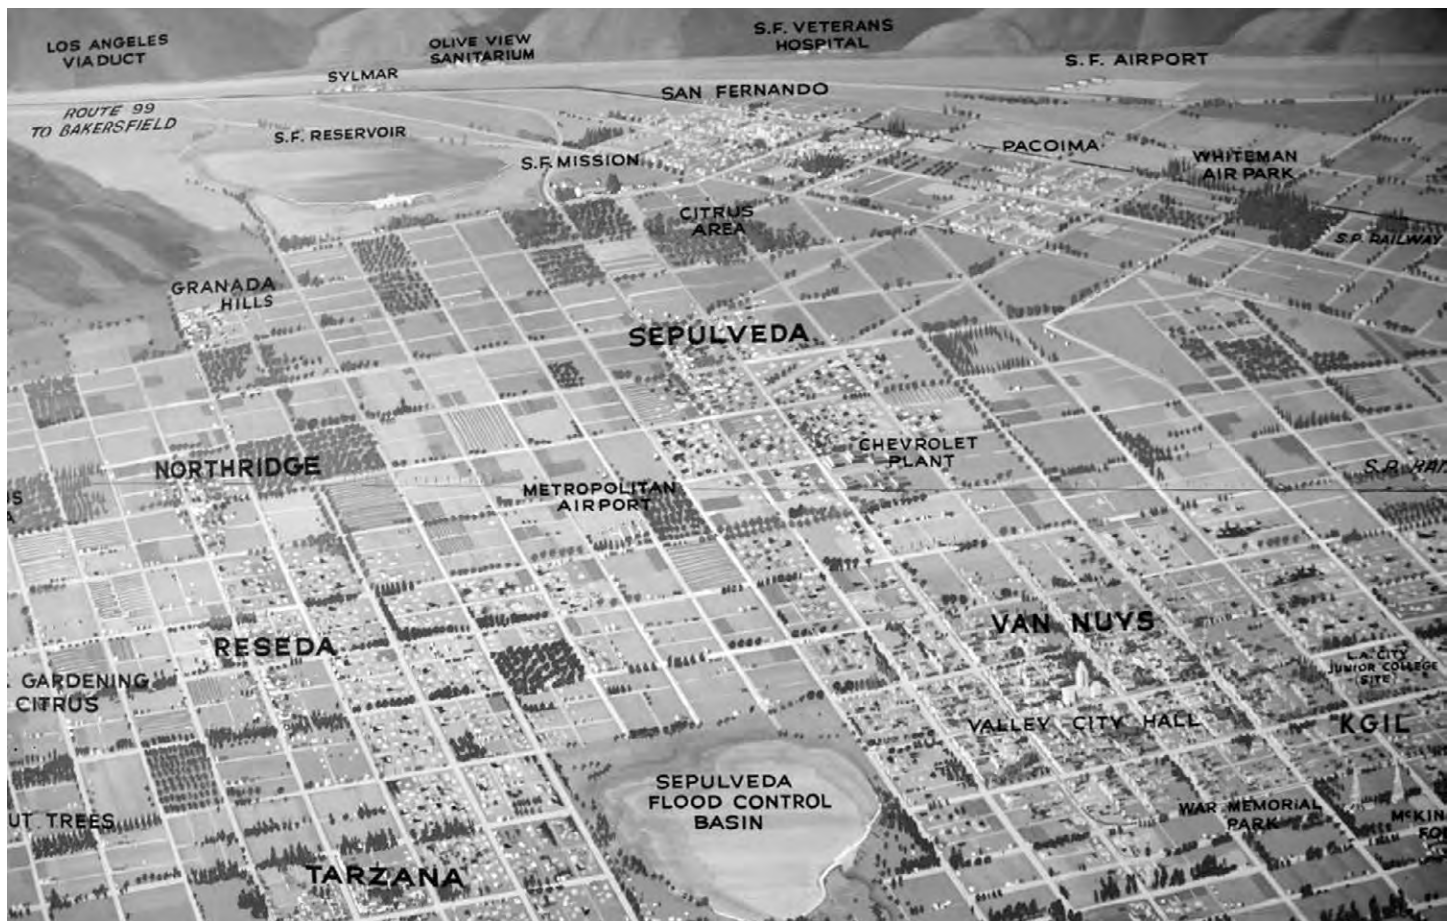 LOS ANGELES
VIADUCT
OLIVE VIEW
SANITARIUM
S.F. VETERANS
HOSPITAL
S.F. AIRPORT
SYLMAR
SAN FERNANDO
ROUTE 99
TO BAKERSFIELD
S.F. RESERVOIR
S.F. MISSION
PACOIMA
WHITEMAN
AIR PARK
CITRUS
AREA
S.P. RAILWAY
GRANADA
HILLS
SEPULVEDA
CHEVROLET
PLANT
NORTHRIDGE
S.P.
METROPOLITAN
AIRPORT
VAN NUYS
RESEDA
L.A. CITY
JUNIOR COLLEGE
(SITE)
GARDENING
CITRUS
VALLEY CITY HALL
KGIL
SEPULVEDA
FLOOD CONTROL
BASIN
WAR MEMORIAL
PARK
UT TREES
McKIN
FO
TARZANA